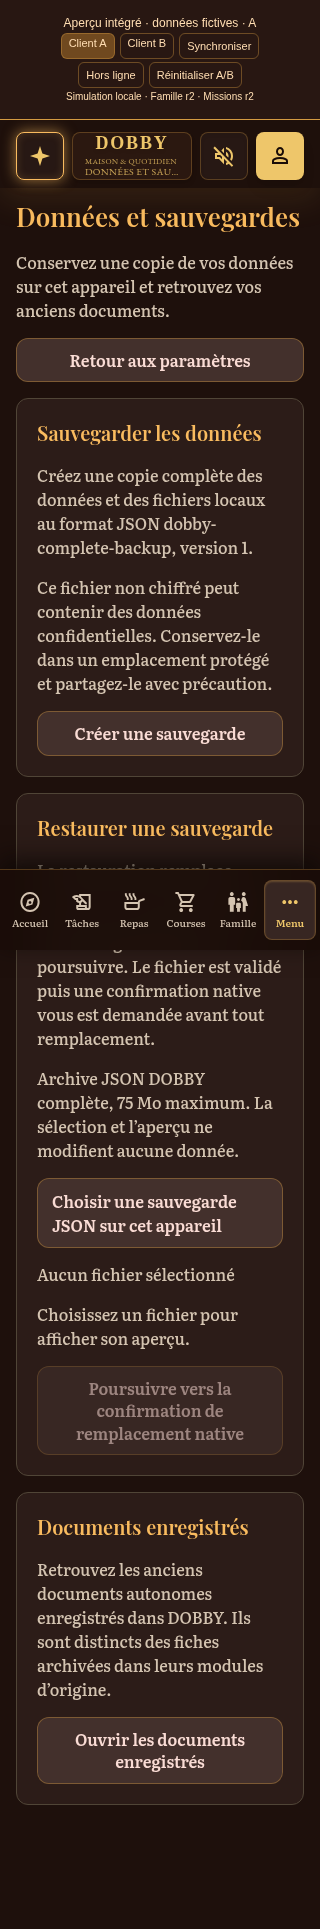 Aperçu intégré · données fictives · A
Client A
Client B
Synchroniser
Hors ligne
Réinitialiser A/B
Simulation locale · Famille r2 · Missions r2
DOBBY
MAISON & QUOTIDIEN
DONNÉES ET SAU...
Données et sauvegardes
Conservez une copie de vos données
sur cet appareil et retrouvez vos
anciens documents.
Retour aux paramètres
Sauvegarder les données
Créez une copie complète des
données et des fichiers locaux
au format JSON dobby-
complete-backup, version 1.
Ce fichier non chiffré peut
contenir des données
confidentielles. Conservez-le
dans un emplacement protégé
et partagez-le avec précaution.
Créer une sauvegarde
Restaurer une sauvegarde
Accueil
Tâches
Repas
Courses
Famille
Menu
poursuivre. Le fichier est validé
puis une confirmation native
vous est demandée avant tout
remplacement.
Archive JSON DOBBY
complète, 75 Mo maximum. La
sélection et l’aperçu ne
modifient aucune donnée.
Choisir une sauvegarde
JSON sur cet appareil
Aucun fichier sélectionné
Choisissez un fichier pour
afficher son aperçu.
Poursuivre vers la
confirmation de
remplacement native
Documents enregistrés
Retrouvez les anciens
documents autonomes
enregistrés dans DOBBY. Ils
sont distincts des fiches
archivées dans leurs modules
d’origine.
Ouvrir les documents
enregistrés